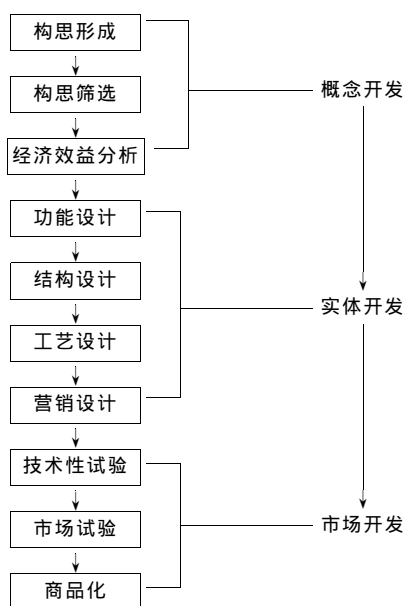 构思形成
构思筛选
概念开发
经济效益分析
功能设计
结构设计
实体开发
工艺设计
营销设计
技术性试验
市场试验
市场开发
商品化